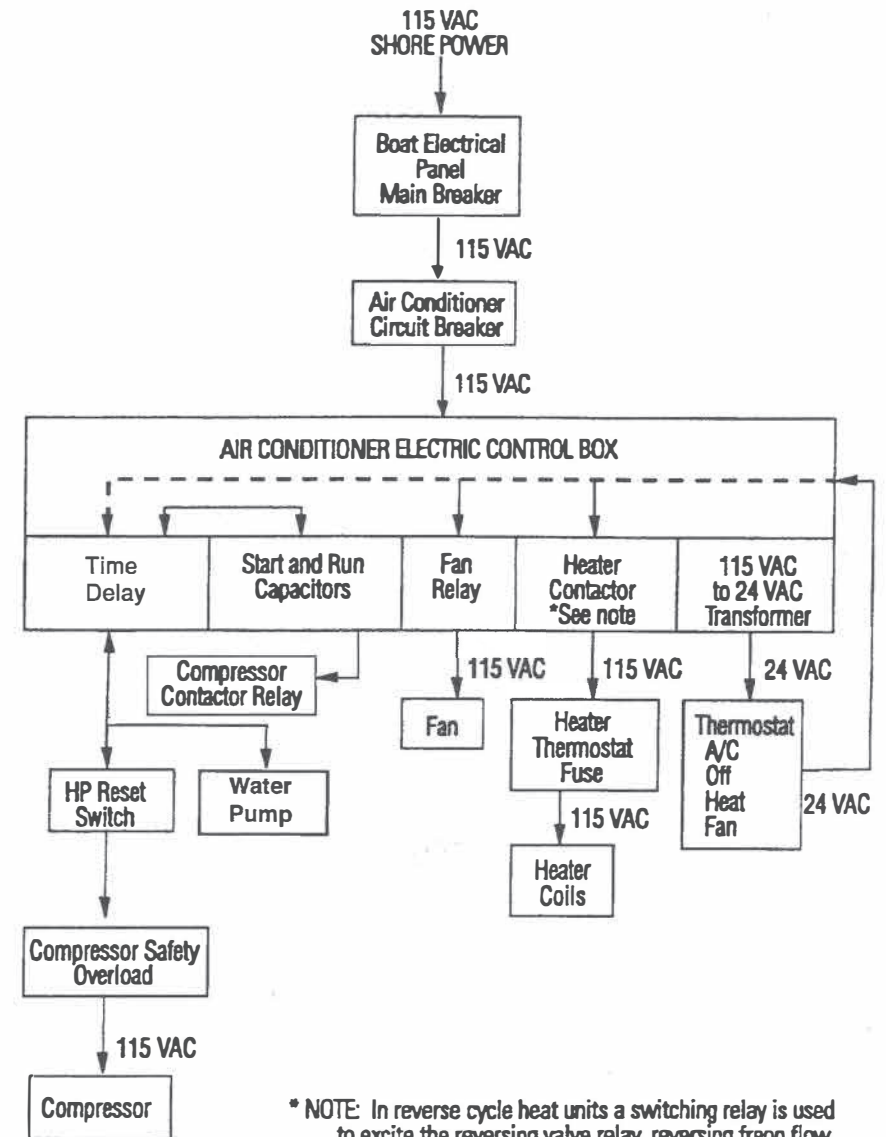 115 VAC
SHORE POWER
Boat Electrical
Panel
Main Breaker
115 VAC
Air Conditioner
Circuit Breaker
115 VAC
AIR CONDITIONER ELECTRIC CONTROL BOX
Time
Delay
Start and Run
Capacitors
Fan
Relay
Heater
Contactor
*See note
115 VAC
to 24 VAC
Transformer
Compressor
Contactor Relay
115 VAC
115 VAC
24 VAC
Fan
Heater
Thermostat
Fuse
Thermostat
A/C
Off
Heat
Fan
24 VAC
HP Reset
Switch
Water
Pump
115 VAC
Heater
Coils
Compressor Safety
Overload
115 VAC
Compressor
* NOTE: In reverse cycle heat units a switching relay is used
to excite the reversing valve relay, reversing freon flow.